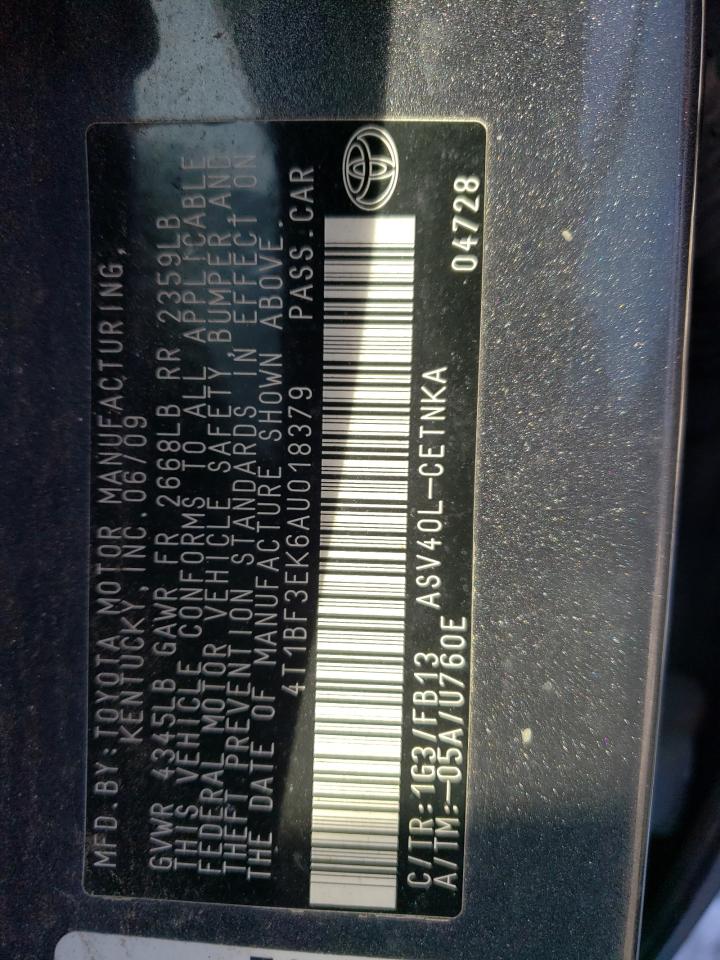 MFD.BY:TOYOTA MOTOR MANUFACTURING,
KENTUCKY, INC.06/09
GVWR 4345LB GAWR FR 2668LB RR 2359LB
THIS VEHICLE CONFORMS TO ALL APPLICABLE
FEDERAL MOTOR VEHICLE SAFETY,BUMPER AND
THEFT PREVENTION STANDARDS IN EFFECT ON
THE DATE OF MANUFACTURE SHOWN ABOVE.
4T1BF3EK6AU018379 PASS.CAR
C/TR:1G3/FB13 ASV40L-CETNKA
A/TM:-05A/U760E
04728